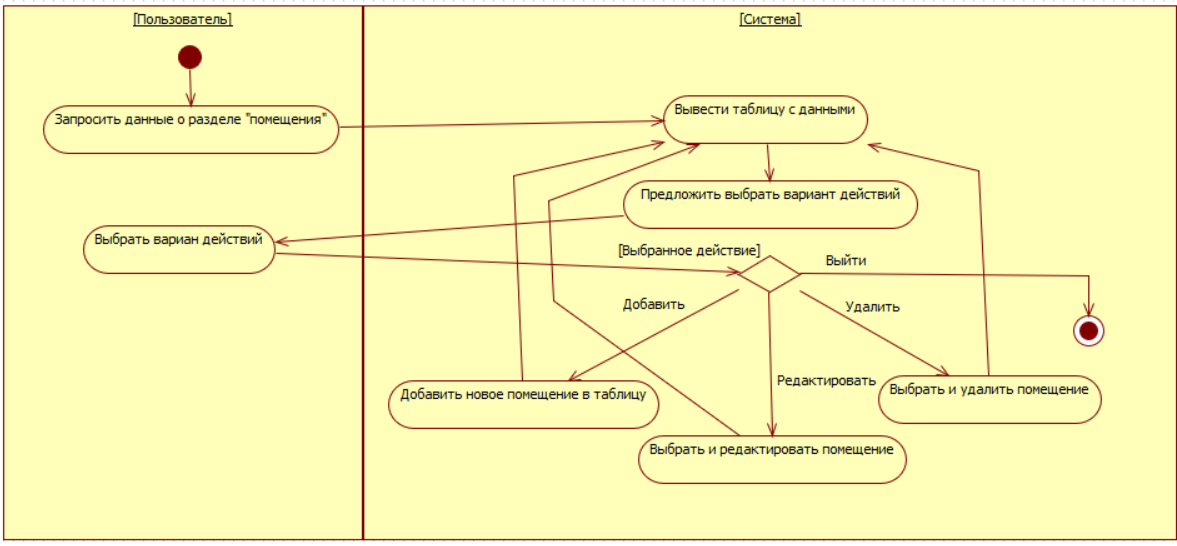 [Пользователь]
[Система]
Запросить данные о разделе "помещения"
Вывести таблицу с данными
Предложить выбрать вариант действий
Выбрать вариан действий
[Выбранное действие]
Выйти
Добавить
Удалить
Редактировать
Добавить новое помещение в таблицу
Выбрать и удалить помещение
Выбрать и редактировать помещение